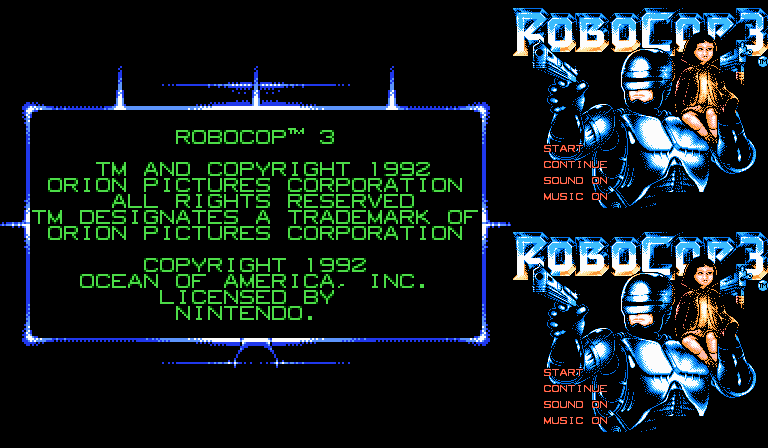 ROBOCOP™ 3
TM AND COPYRIGHT 1992
ORION PICTURES CORPORATION
ALL RIGHTS RESERVED
TM DESIGNATES A TRADEMARK OF
ORION PICTURES CORPORATION
COPYRIGHT 1992
OCEAN OF AMERICA, INC.
LICENSED BY
NINTENDO.
ROBOCOP 3
TM
START
CONTINUE
SOUND ON
MUSIC ON
ROBOCOP 3
TM
START
CONTINUE
SOUND ON
MUSIC ON